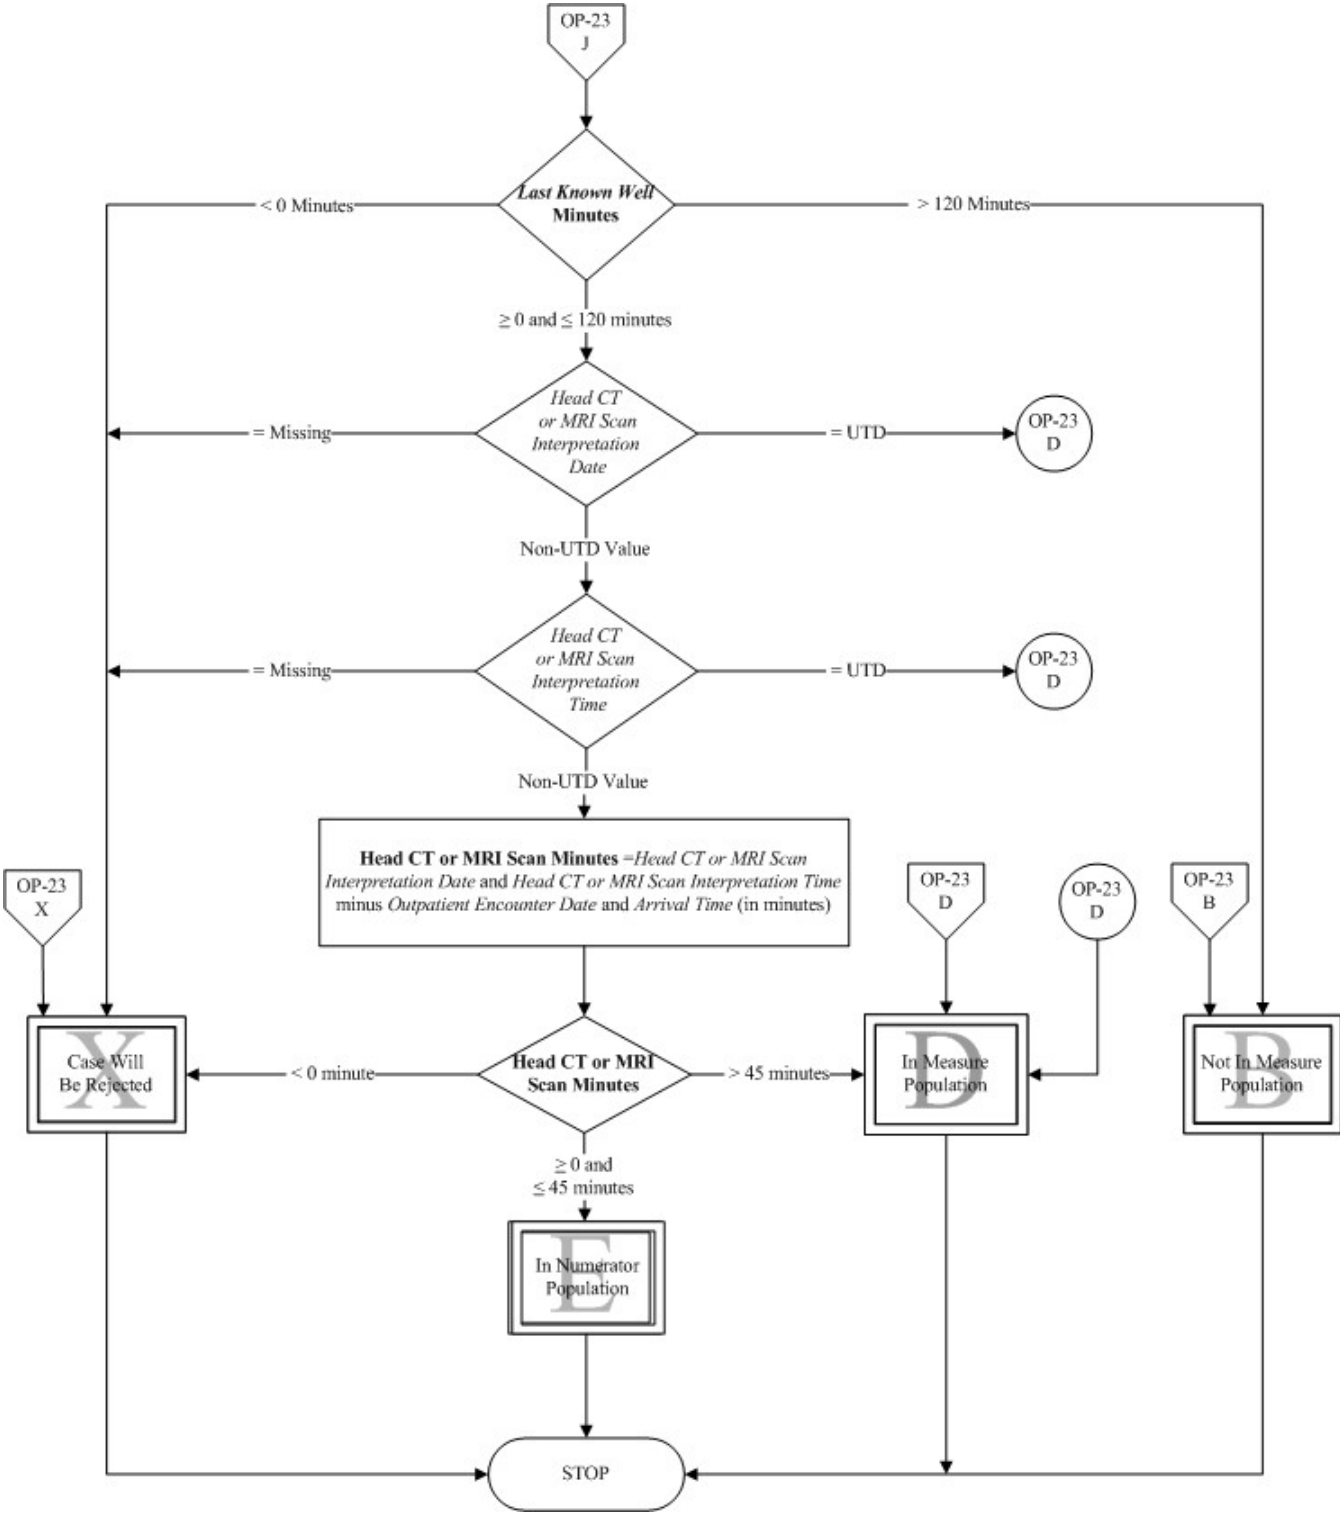 OP-23
J
Last Known Well
Minutes
< 0 Minutes
> 120 Minutes
≥ 0 and ≤ 120 minutes
Head CT
or MRI Scan
Interpretation
Date
= Missing
= UTD
OP-23
D
Non-UTD Value
Head CT
or MRI Scan
Interpretation
Time
= Missing
= UTD
OP-23
D
Non-UTD Value
Head CT or MRI Scan Minutes =Head CT or MRI Scan
Interpretation Date and Head CT or MRI Scan Interpretation Time
minus Outpatient Encounter Date and Arrival Time (in minutes)
OP-23
X
OP-23
D
OP-23
D
OP-23
B
X
Case Will
Be Rejected
< 0 minute
Head CT or MRI
Scan Minutes
> 45 minutes
D
In Measure
Population
B
Not In Measure
Population
≥ 0 and
≤ 45 minutes
E
In Numerator
Population
STOP